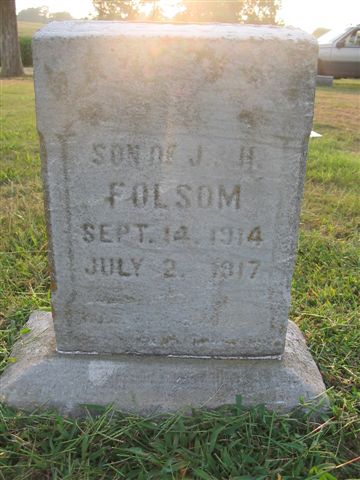 SON OF J. H.
FOLSOM
SEPT. 14, 1914
JULY 2, 1917